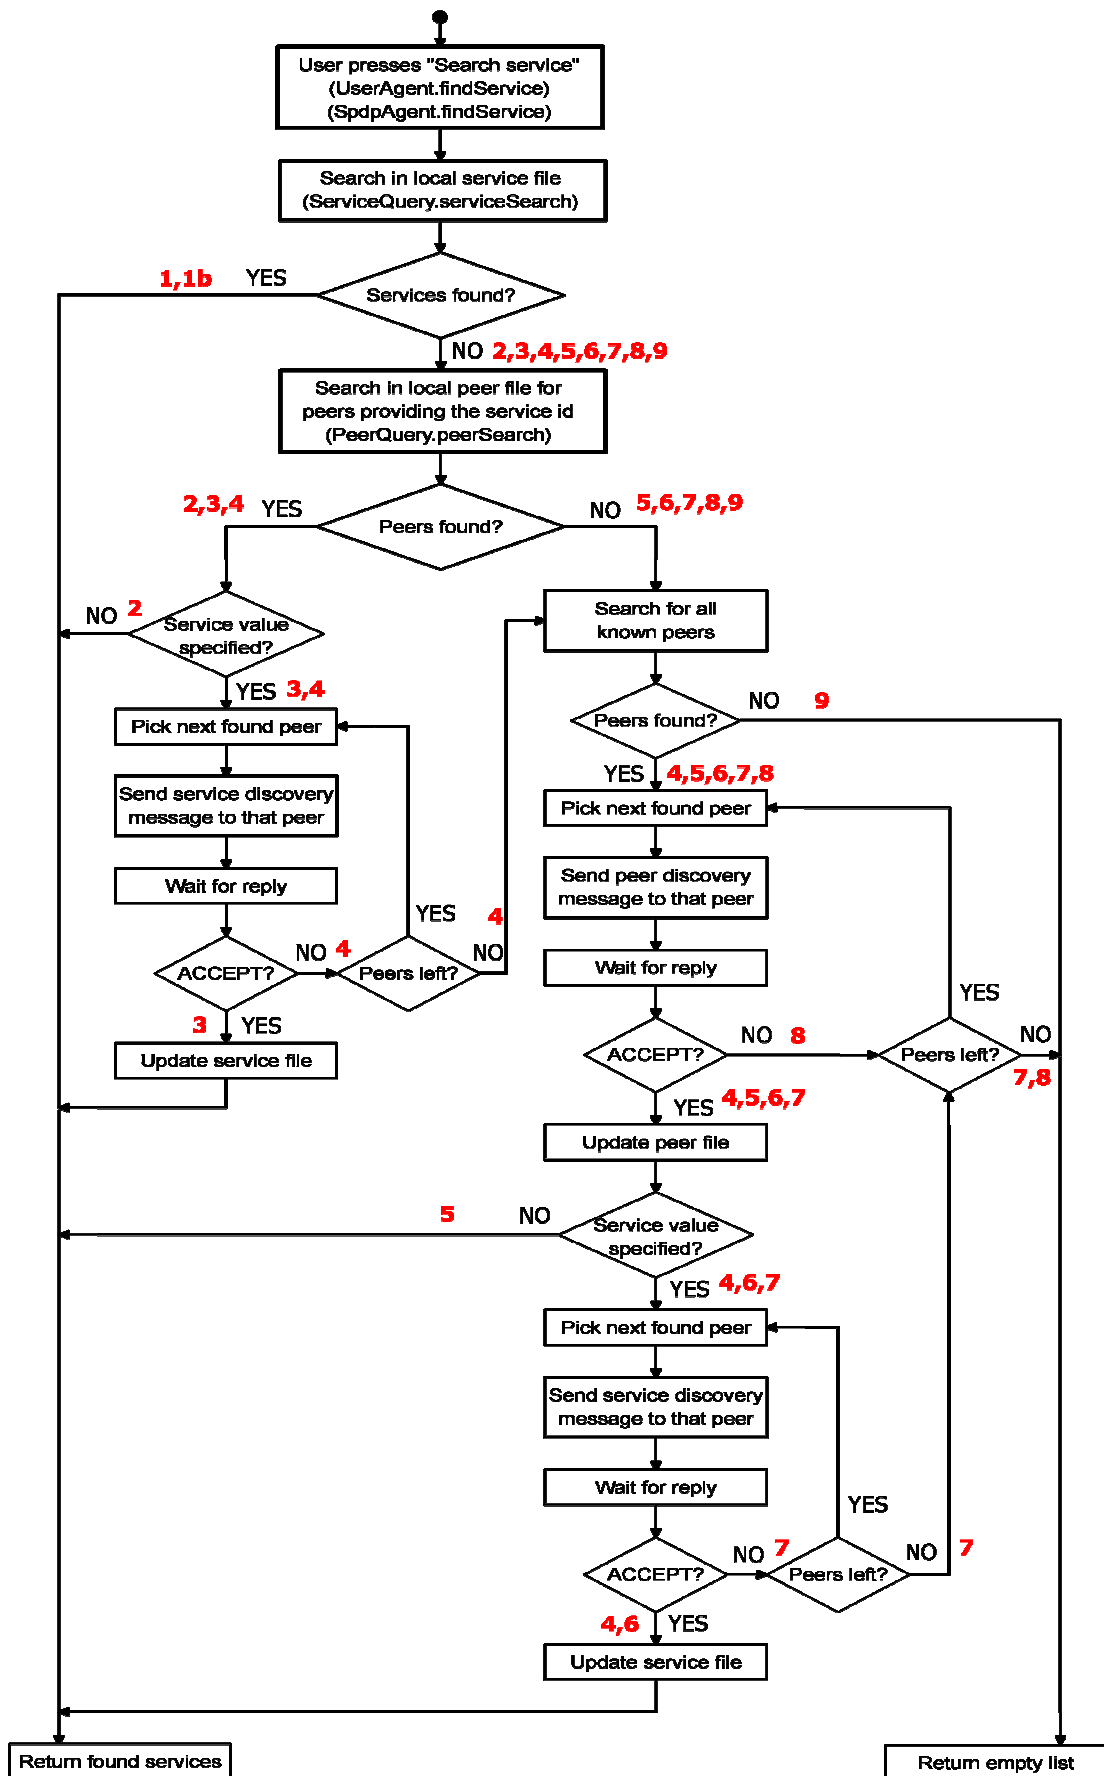 User presses "Search service"
(UserAgent.findService)
(SpdpAgent.findService)
Search in local service file
(ServiceQuery.serviceSearch)
1,1b YES
Services found?
NO 2,3,4,5,6,7,8,9
Search in local peer file for
peers providing the service id
(PeerQuery.peerSearch)
2,3,4 YES
Peers found?
NO 5,6,7,8,9
NO 2
Service value
specified?
Search for all
known peers
YES 3,4
Peers found?
NO 9
Pick next found peer
YES 4,5,6,7,8
Pick next found peer
Send service discovery
message to that peer
Send peer discovery
message to that peer
Wait for reply
YES
4
Wait for reply
ACCEPT?
NO 4
Peers left?
NO
YES
3 YES
ACCEPT?
NO 8
Peers left?
NO
7,8
Update service file
YES 4,5,6,7
Update peer file
5 NO
Service value
specified?
YES 4,6,7
Pick next found peer
Send service discovery
message to that peer
Wait for reply
YES
ACCEPT?
NO 7
Peers left?
NO 7
4,6 YES
Update service file
Return found services
Return empty list